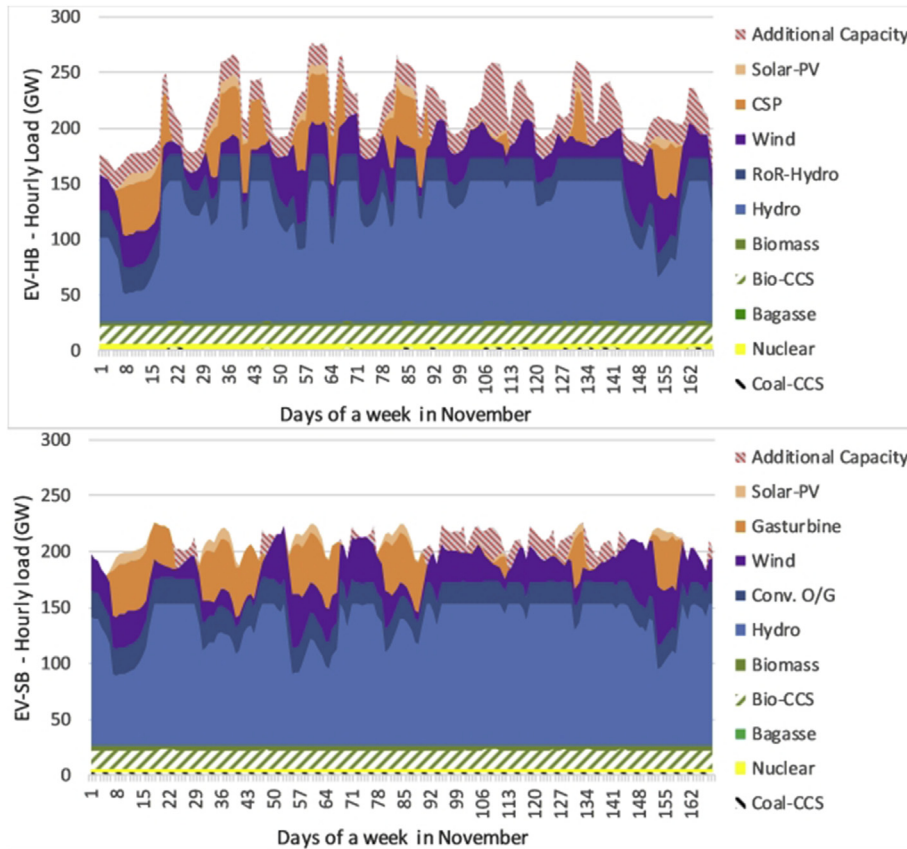 300
250
200
150
100
50
0
EV-HB - Hourly Load (GW)
1 8 15 22 29 36 43 50 57 64 71 78 85 92 99 106 113 120 127 134 141 148 155 162
Days of a week in November
Additional Capacity
Solar-PV
CSP
Wind
RoR-Hydro
Hydro
Biomass
Bio-CCS
Bagasse
Nuclear
Coal-CCS
300
250
200
150
100
50
0
EV-SB - Hourly load (GW)
1 8 15 22 29 36 43 50 57 64 71 78 85 92 99 106 113 120 127 134 141 148 155 162
Days of a week in November
Additional Capacity
Solar-PV
Gasturbine
Wind
Conv. O/G
Hydro
Biomass
Bio-CCS
Bagasse
Nuclear
Coal-CCS